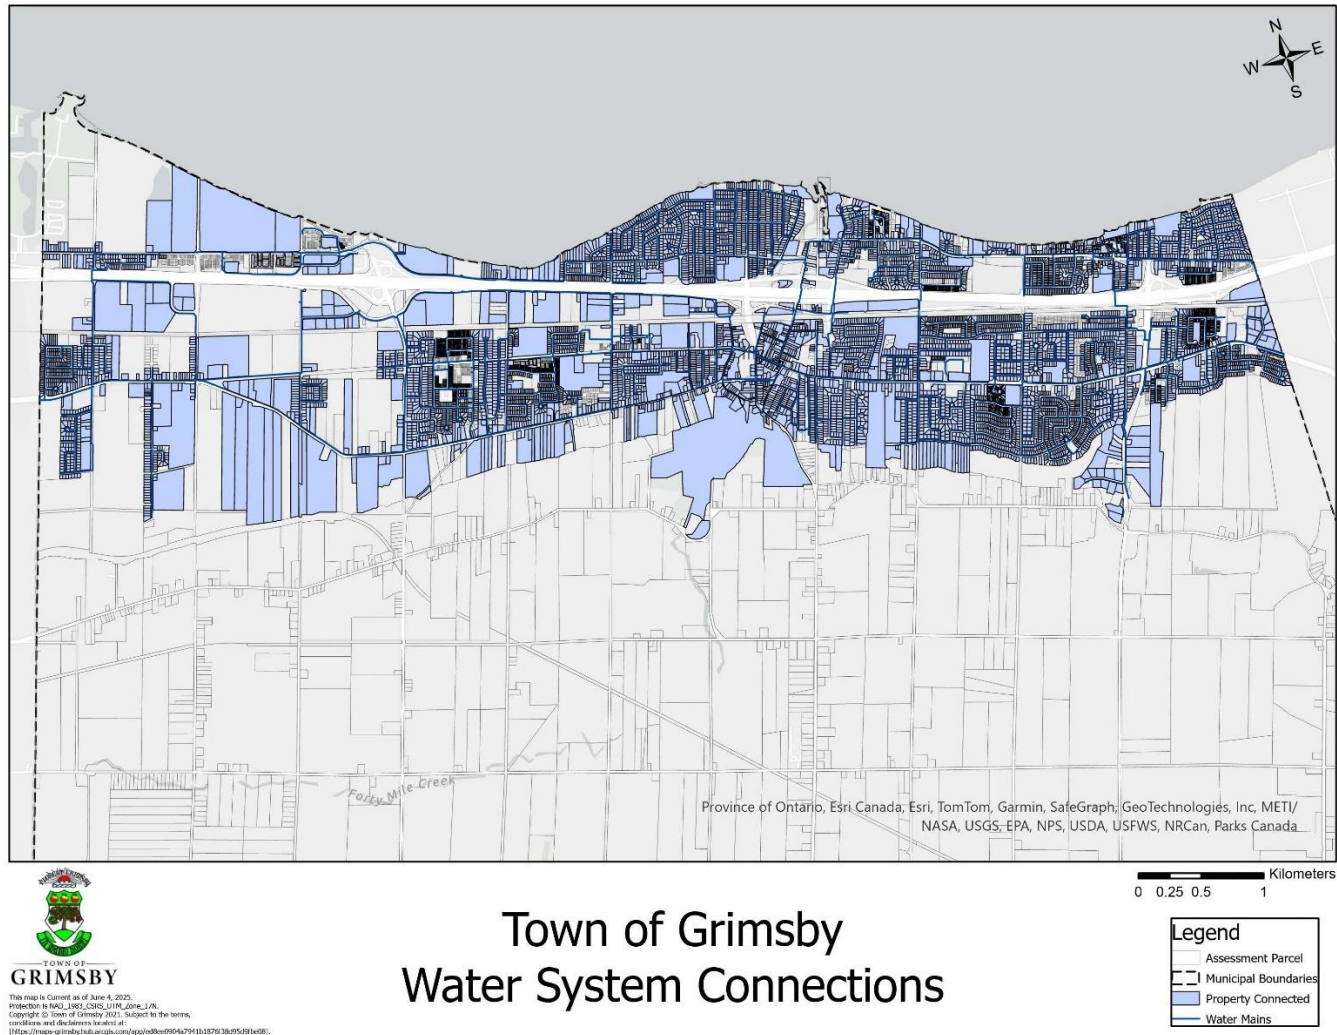 N
W
E
S
Forty Mile Creek
Province of Ontario, Esri Canada, Esri, TomTom, Garmin, SafeGraph, GeoTechnologies, Inc, METI/
NASA, USGS, EPA, NPS, USDA, USFWS, NRCan, Parks Canada
Kilometers
0 0.25 0.5 1
TOWN OF
GRIMSBY
Town of Grimsby
Water System Connections
Legend
Assessment Parcel
Municipal Boundaries
Property Connected
Water Mains
This map is Current as of June 4, 2025.
Projection is NAD_1983_CSRS_UTM_Zone_17N.
Copyright © Town of Grimsby 2021. Subject to the terms,
conditions and disclaimers located at: